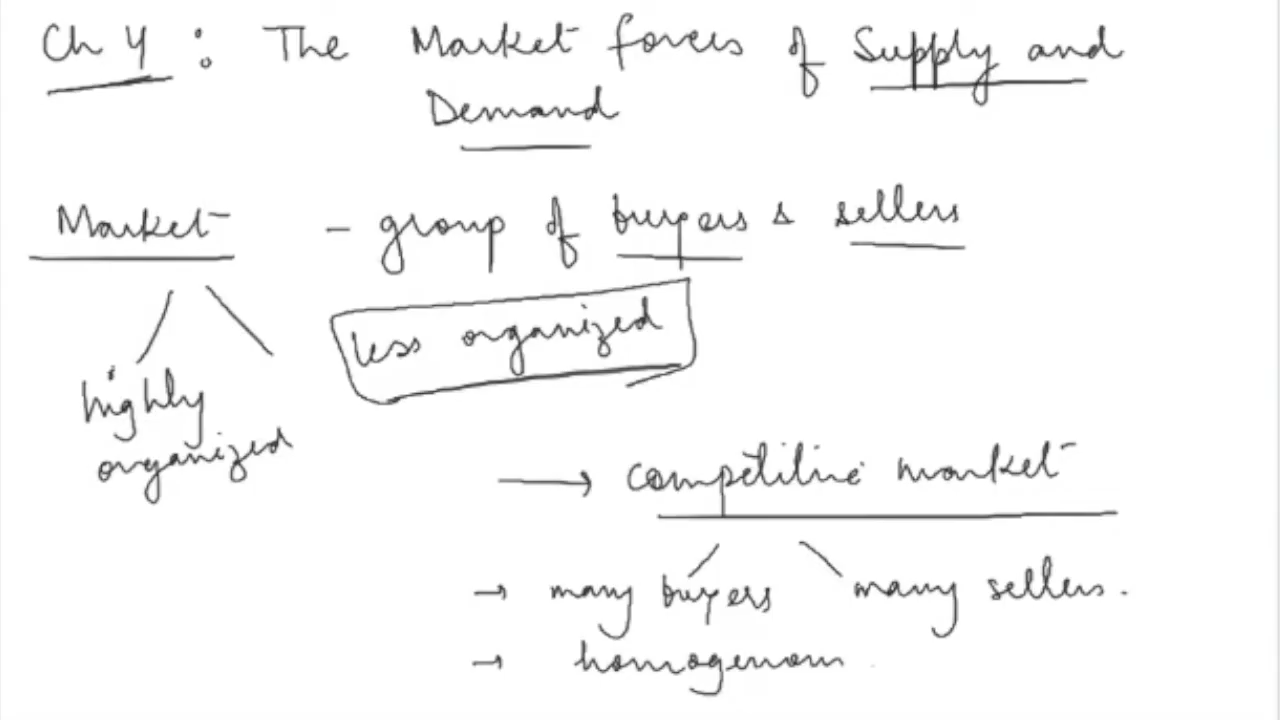 Ch 4 : The Market forces of Supply and
Demand
Market - group of buyers & sellers
less organized
highly
organized
→ competitive market
→ many buyers many sellers.
→ homogenous